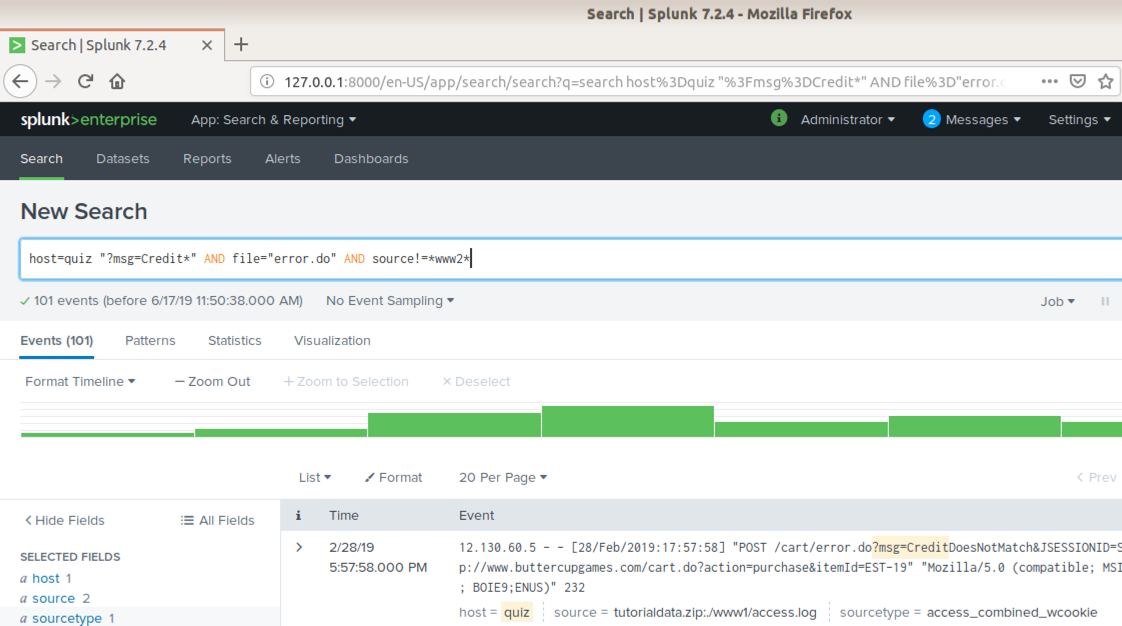 Search | Splunk 7.2.4 - Mozilla Firefox
Search | Splunk 7.2.4
127.0.0.1:8000/en-US/app/search/search?q=search host%3Dquiz "%3Fmsg%3DCredit*" AND file%3D"error.
splunk>enterprise App: Search & Reporting Administrator 2 Messages Settings
Search Datasets Reports Alerts Dashboards
New Search
host=quiz "?msg=Credit*" AND file="error.do" AND source!=*www2*
101 events (before 6/17/19 11:50:38.000 AM) No Event Sampling Job
Events (101) Patterns Statistics Visualization
Format Timeline — Zoom Out + Zoom to Selection × Deselect
List Format 20 Per Page < Prev
< Hide Fields All Fields i Time Event
SELECTED FIELDS
a host 1
a source 2
a sourcetype 1
> 2/28/19
5:57:58.000 PM
12.130.60.5 - - [28/Feb/2019:17:57:58] "POST /cart/error.do?msg=CreditDoesNotMatch&JSESSIONID=S
p://www.buttercupgames.com/cart.do?action=purchase&itemId=EST-19" "Mozilla/5.0 (compatible; MSI
; BOIE9;ENUS)" 232
host = quiz source = tutorialdata.zip:./www1/access.log sourcetype = access_combined_wcookie